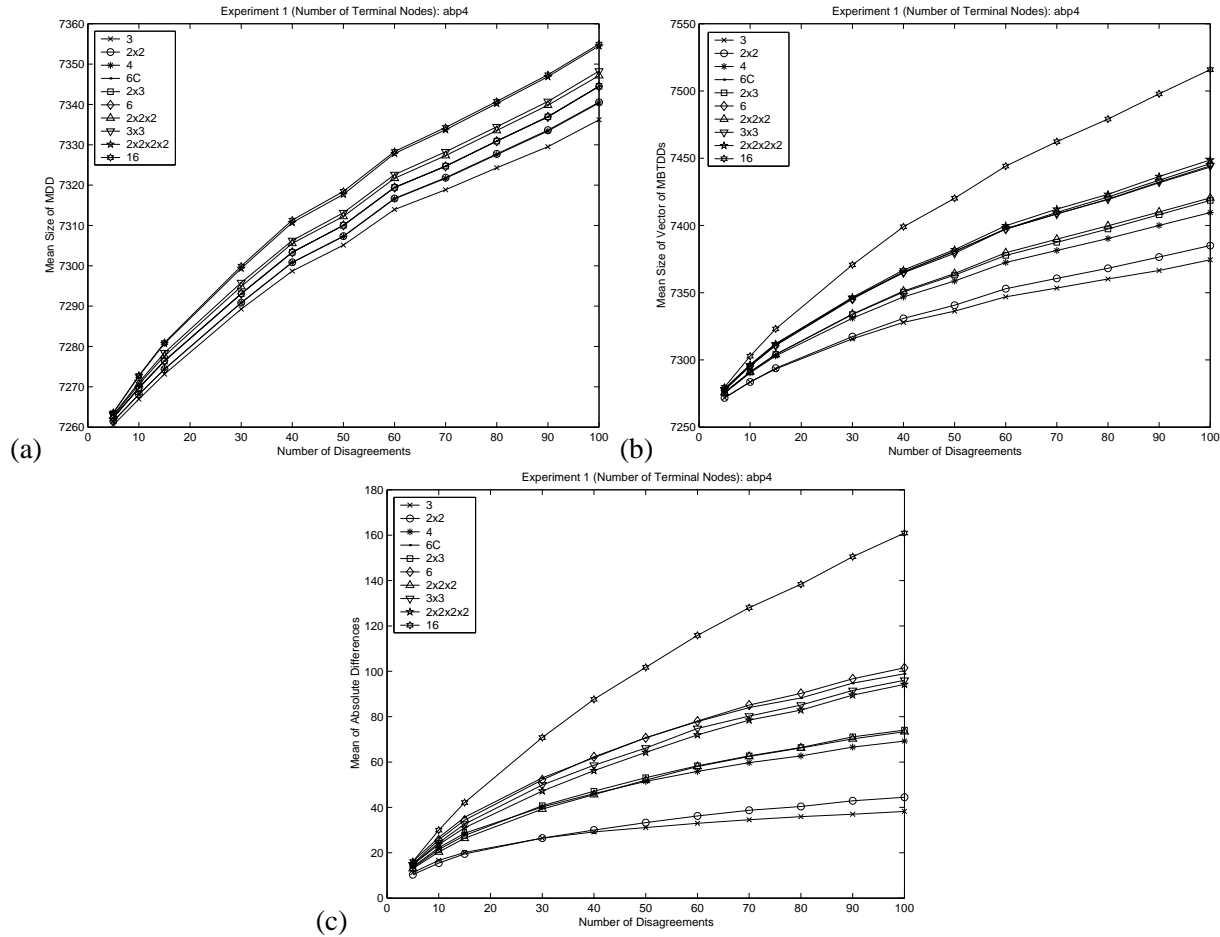 Experiment 1 (Number of Terminal Nodes): abp4
7360
7350
7340
7330
7320
7310
7300
7290
7280
7270
7260
Mean Size of MDD
3
2x2
4
6C
2x3
6
2x2x2
3x3
2x2x2x2
16
0 10 20 30 40 50 60 70 80 90 100
Number of Disagreements
(a)
Experiment 1 (Number of Terminal Nodes): abp4
7550
7500
7450
7400
7350
7300
7250
Mean Size of Vector of MBTDDs
3
2x2
4
6C
2x3
6
2x2x2
3x3
2x2x2x2
16
0 10 20 30 40 50 60 70 80 90 100
Number of Disagreements
(b)
Experiment 1 (Number of Terminal Nodes): abp4
180
160
140
120
100
80
60
40
20
0
Mean of Absolute Differences
3
2x2
4
6C
2x3
6
2x2x2
3x3
2x2x2x2
16
0 10 20 30 40 50 60 70 80 90 100
Number of Disagreements
(c)